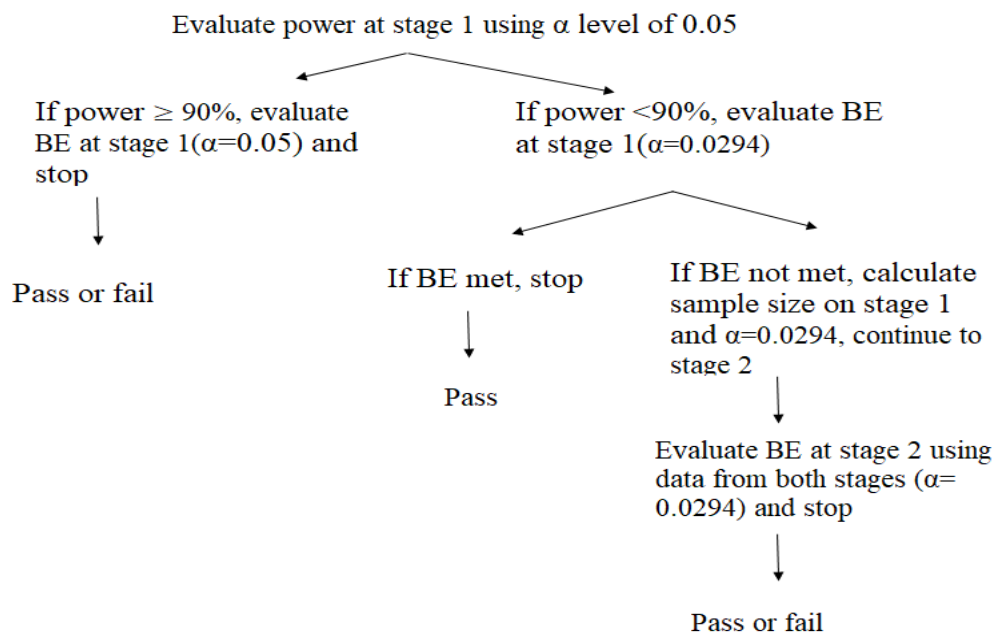 Evaluate power at stage 1 using α level of 0.05
If power ≥ 90%, evaluate
BE at stage 1(α=0.05) and
stop
If power <90%, evaluate BE
at stage 1(α=0.0294)
Pass or fail
If BE met, stop
Pass
If BE not met, calculate
sample size on stage 1
and α=0.0294, continue to
stage 2
Evaluate BE at stage 2 using
data from both stages (α=
0.0294) and stop
Pass or fail